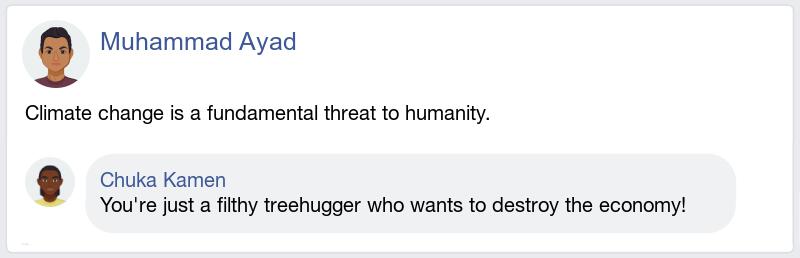 Muhammad Ayad
Climate change is a fundamental threat to humanity.
Chuka Kamen
You're just a filthy treehugger who wants to destroy the economy!